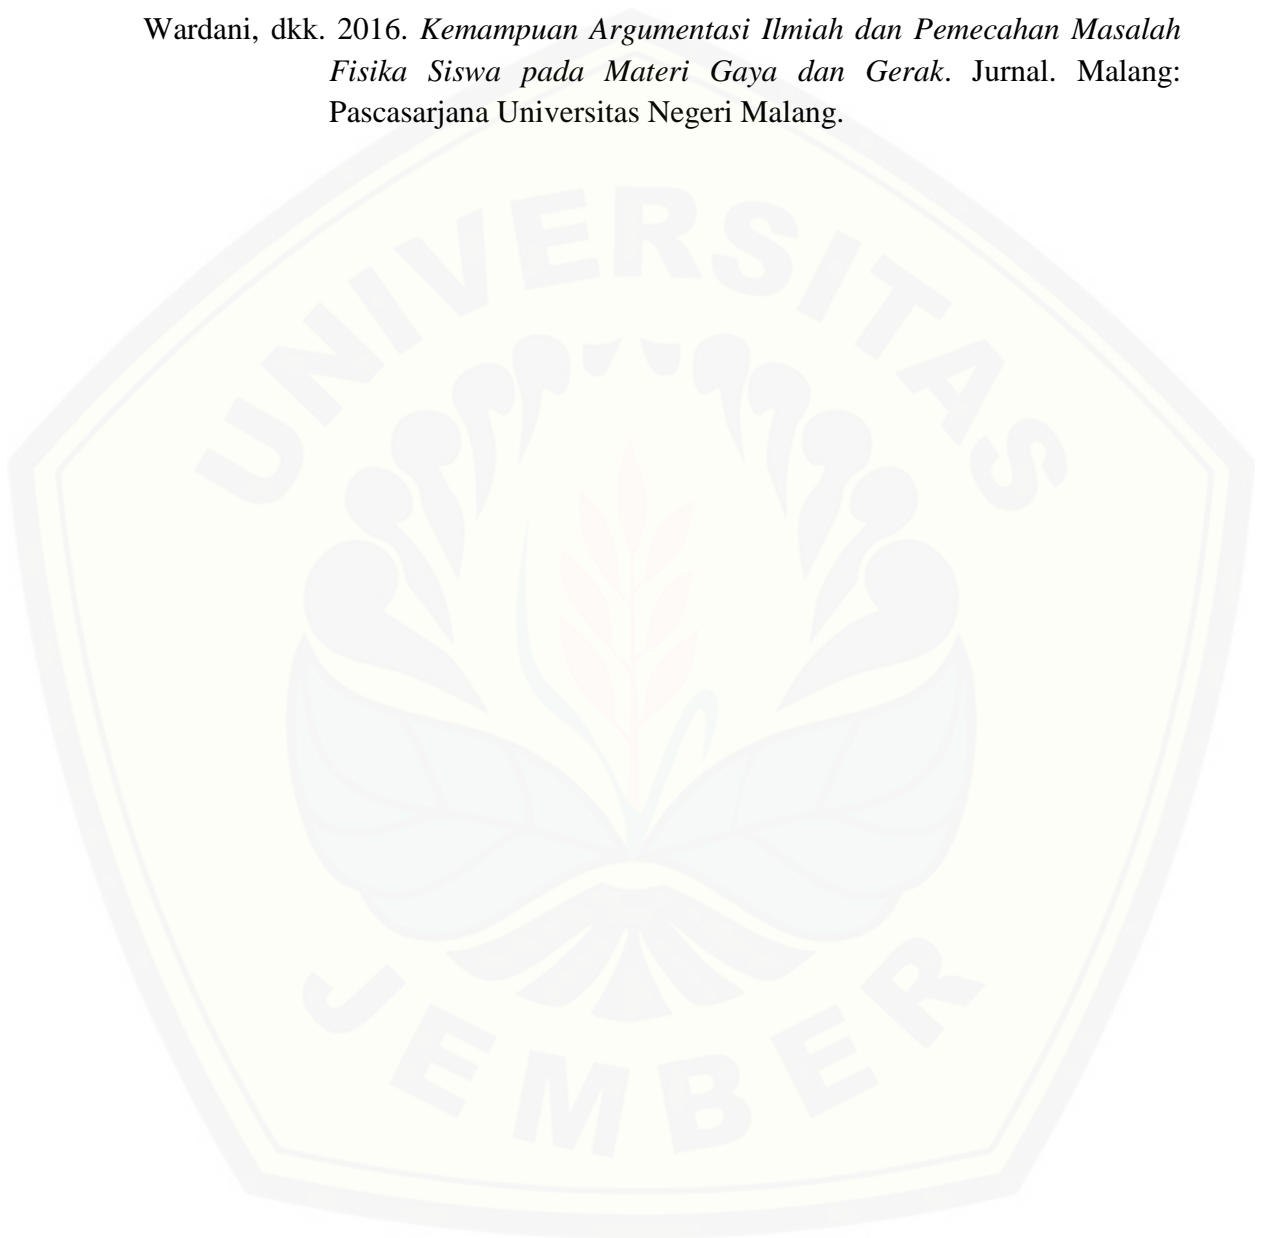 Wardani, dkk. 2016. Kemampuan Argumentasi Ilmiah dan Pemecahan Masalah
Fisika Siswa pada Materi Gaya dan Gerak. Jurnal. Malang:
Pascasarjana Universitas Negeri Malang.
UNIVERSITAS
JEMBER